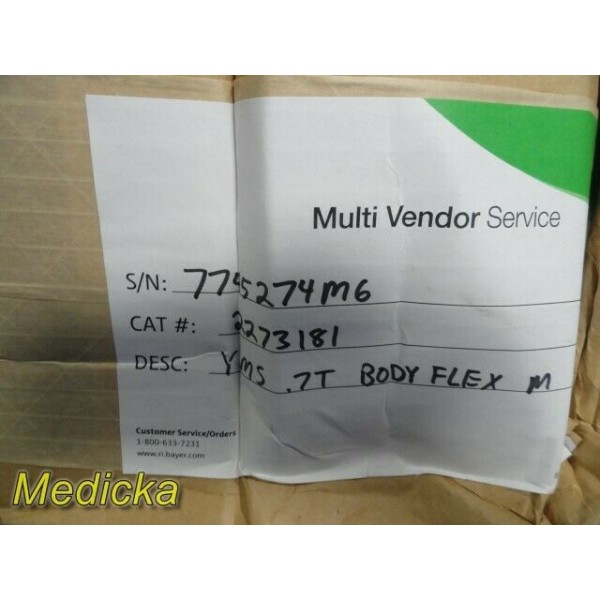 Multi Vendor Service
S/N: 7745274M6
CAT #: 2273181
DESC: YMS .7T BODY FLEX M
Customer Service/Orders
1-800-633-7231
www.ri.bayer.com
Medicka